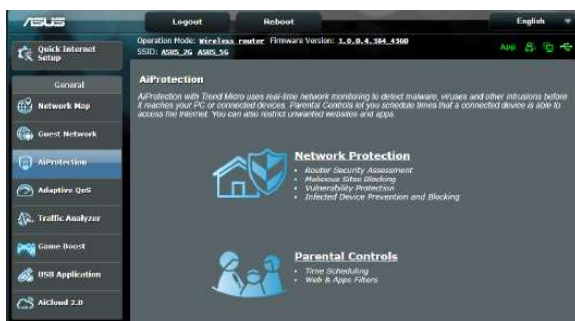 ASUS
Logout
Reboot
English
Operation Mode: Wireless router Firmware Version: 3.0.0.4.384_4360
SSID: ASUS_2G ASUS_5G
App
Quick Internet
Setup
General
Network Map
Guest Network
AiProtection
Adaptive QoS
Traffic Analyzer
Game Boost
USB Application
AiCloud 2.0
AiProtection
AiProtection with Trend Micro uses real-time network monitoring to detect malware, viruses and other intrusions before
it reaches your PC or connected devices. Parental Controls let you schedule times that a connected device is able to
access the Internet. You can also restrict unwanted websites and apps.
Network Protection
• Router Security Assessment
• Malicious Sites Blocking
• Vulnerability Protection
• Infected Device Prevention and Blocking
Parental Controls
• Time Scheduling
• Web & Apps Filters